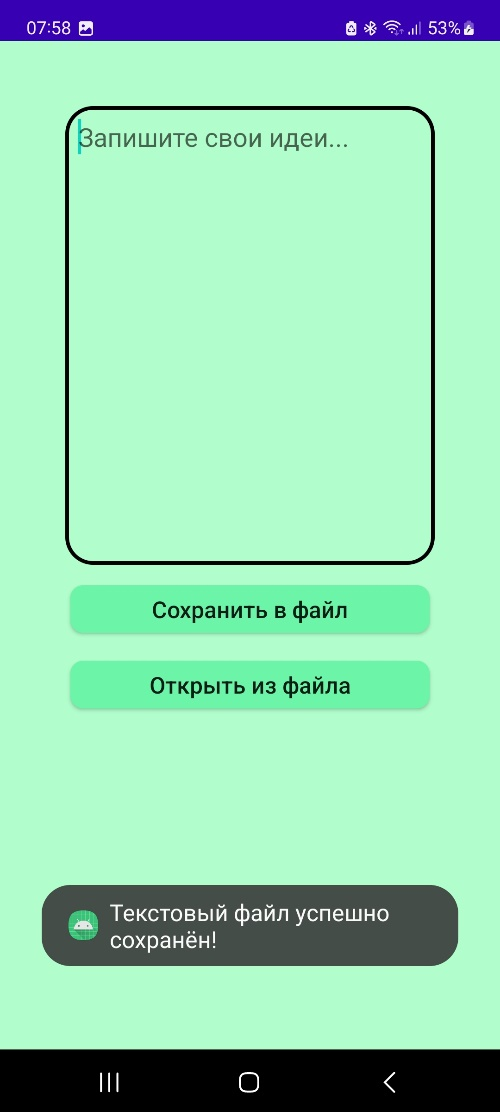 07:58 53%
Запишите свои идеи...
Сохранить в файл
Открыть из файла
Текстовый файл успешно
сохранён!